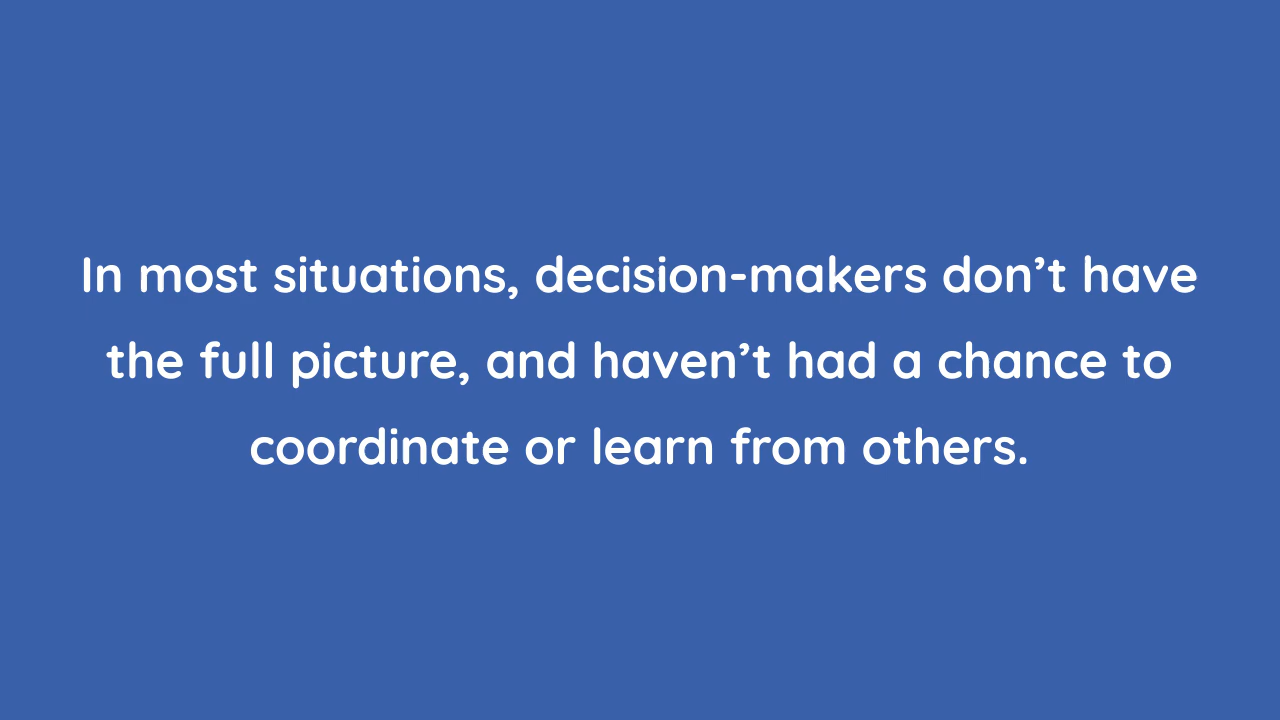 In most situations, decision-makers don’t have
the full picture, and haven’t had a chance to
coordinate or learn from others.